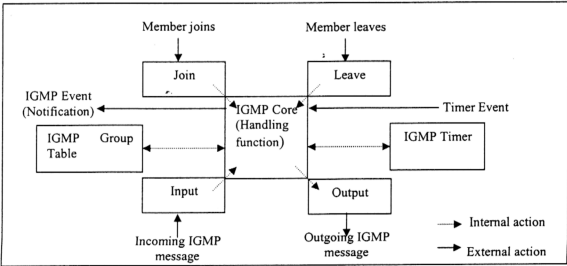 Member joins
Member leaves
Join
Leave
IGMP Event
(Notification)
IGMP Core
(Handling
function)
Timer Event
IGMP Group
Table
IGMP Timer
Input
Output
Internal action
Incoming IGMP
message
Outgoing IGMP
message
External action